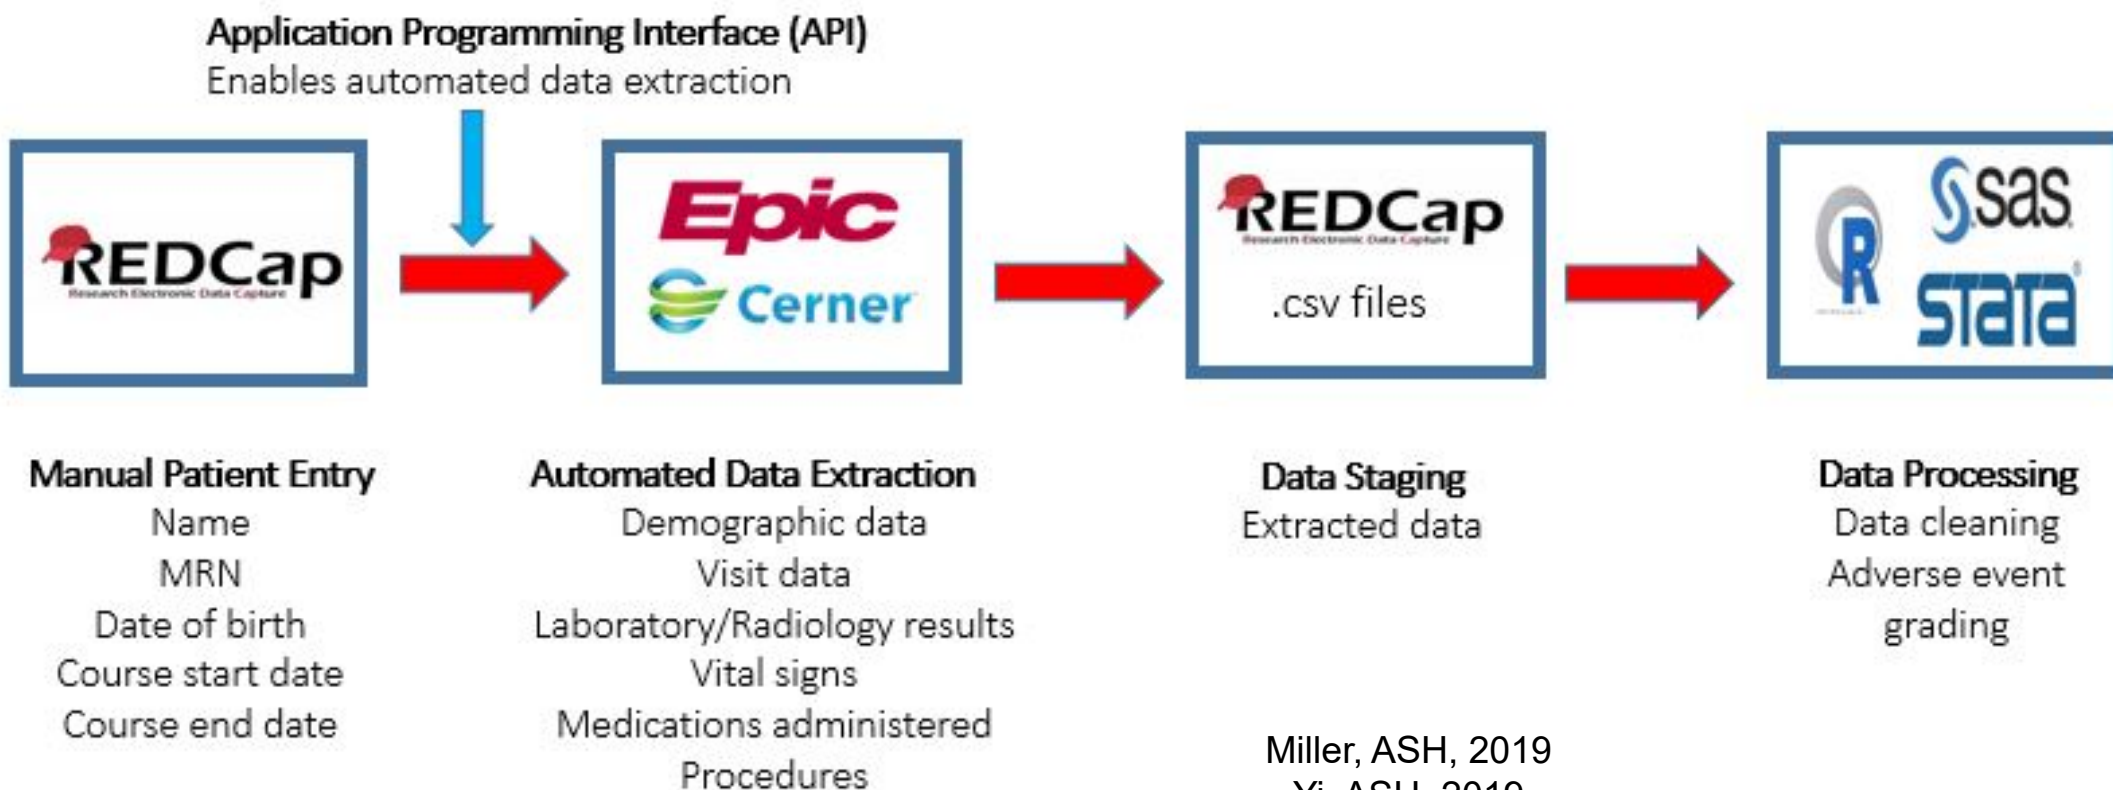 Application Programming Interface (API)
Enables automated data extraction
REDCap
Research Electronic Data Capture
Epic
Cerner
REDCap
Research Electronic Data Capture
.csv files
R
sas
STATA
Manual Patient Entry
Name
MRN
Date of birth
Course start date
Course end date
Automated Data Extraction
Demographic data
Visit data
Laboratory/Radiology results
Vital signs
Medications administered
Procedures
Data Staging
Extracted data
Data Processing
Data cleaning
Adverse event
grading
Miller, ASH, 2019
Yi, ASH, 2019